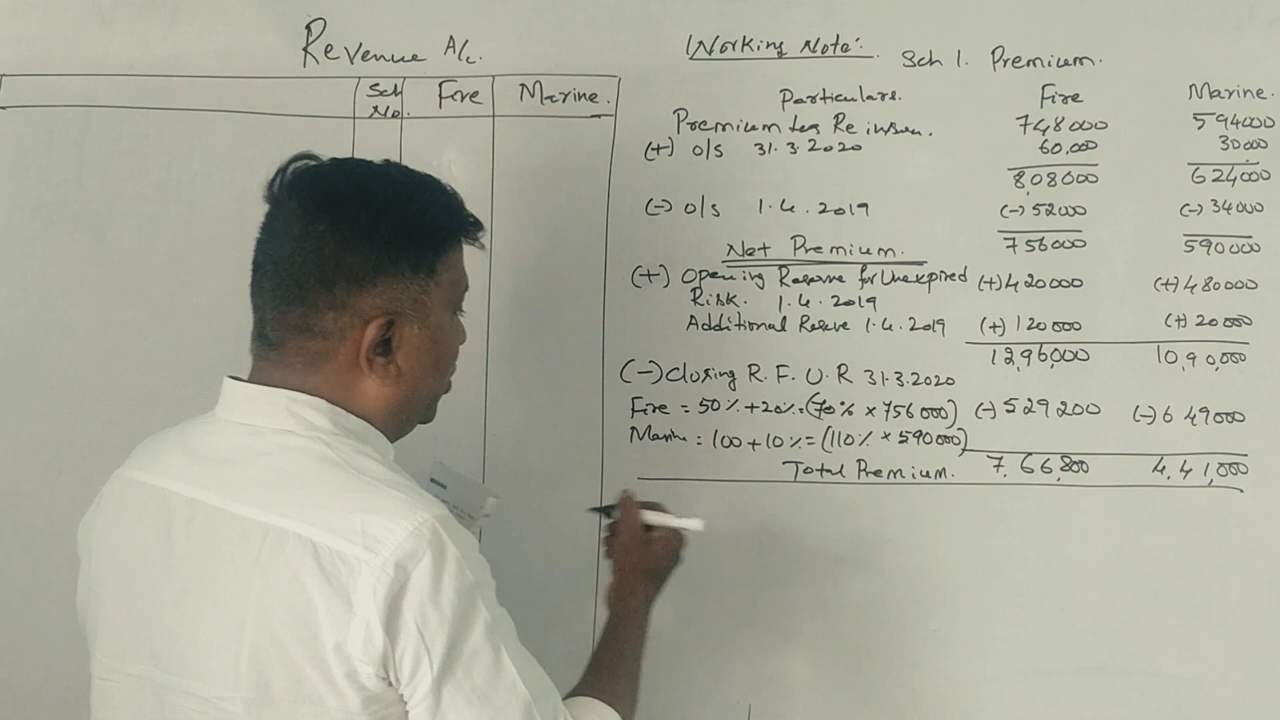 Revenue A/c.
Sch No. Fire Marine.
Working Note:
Sch 1. Premium.
Particulars. Fire Marine.
Premium less Re insu. 748000 594000
(+) o/s 31.3.2020 60,000 30000
808000 624000
(-) o/s 1.4.2019 (-) 52000 (-) 34000
Net Premium. 756000 590000
(+) Opening Reserve for Unexpired (+) 420000 (+) 480000
Risk. 1.4.2019
Additional Reserve 1.4.2019 (+) 120000 (+) 20000
12,96,000 10,90,000
(-) Closing R.F.U.R 31.3.2020
Fire = 50% + 20% = (70% × 756000) (-) 529200 (-) 649000
Marine = 100 + 10% = (110% × 590000)
Total Premium. 7,66,800 4,41,000